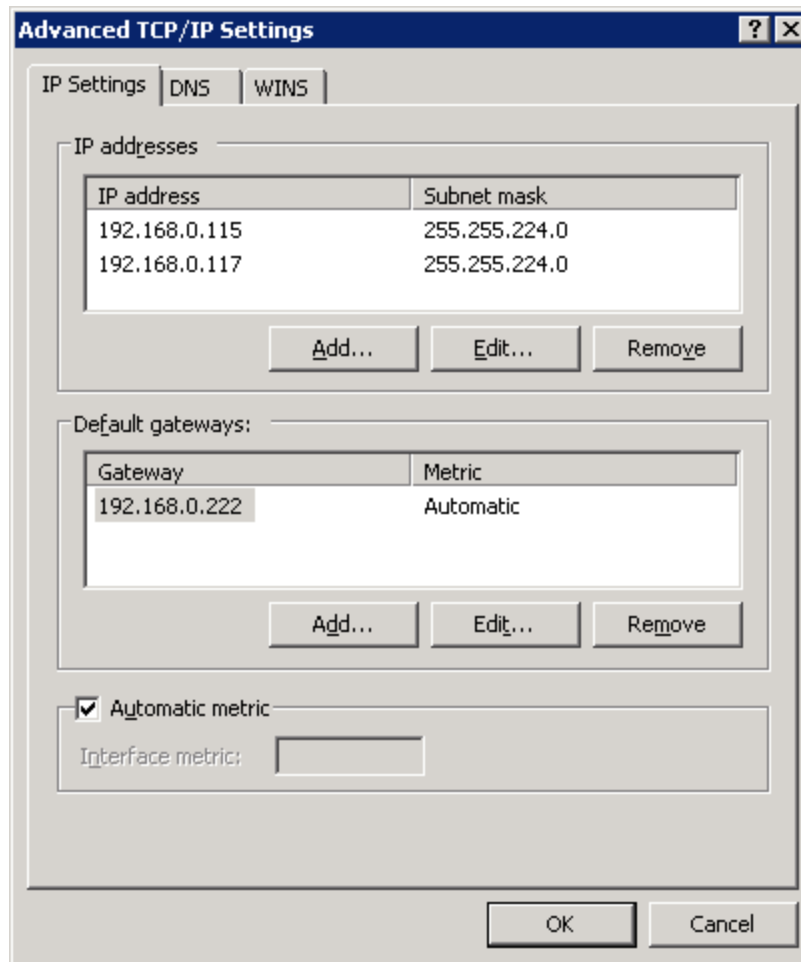 Advanced TCP/IP Settings
IP Settings DNS WINS
IP addresses
IP address Subnet mask
192.168.0.115 255.255.224.0
192.168.0.117 255.255.224.0
Add... Edit... Remove
Default gateways:
Gateway Metric
192.168.0.222 Automatic
Add... Edit... Remove
Automatic metric
Interface metric:
OK Cancel